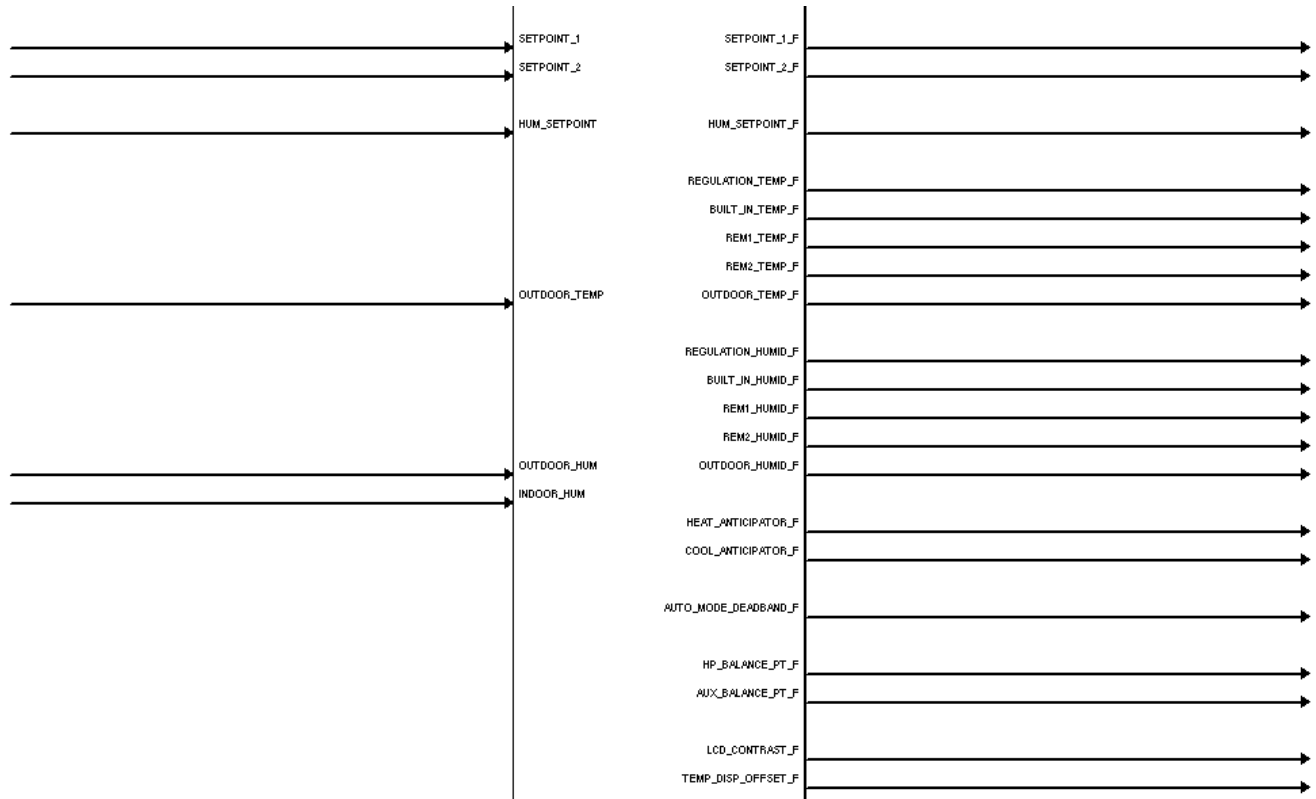 SETPOINT_1
SETPOINT_1_F
SETPOINT_2
SETPOINT_2_F
HUM_SETPOINT
HUM_SETPOINT_F
REGULATION_TEMP_F
BUILT_IN_TEMP_F
REM1_TEMP_F
REM2_TEMP_F
OUTDOOR_TEMP
OUTDOOR_TEMP_F
REGULATION_HUMID_F
BUILT_IN_HUMID_F
REM1_HUMID_F
REM2_HUMID_F
OUTDOOR_HUM
OUTDOOR_HUMID_F
INDOOR_HUM
HEAT_ANTICIPATOR_F
COOL_ANTICIPATOR_F
AUTO_MODE_DEADBAND_F
HP_BALANCE_PT_F
AUX_BALANCE_PT_F
LCD_CONTRAST_F
TEMP_DISP_OFFSET_F